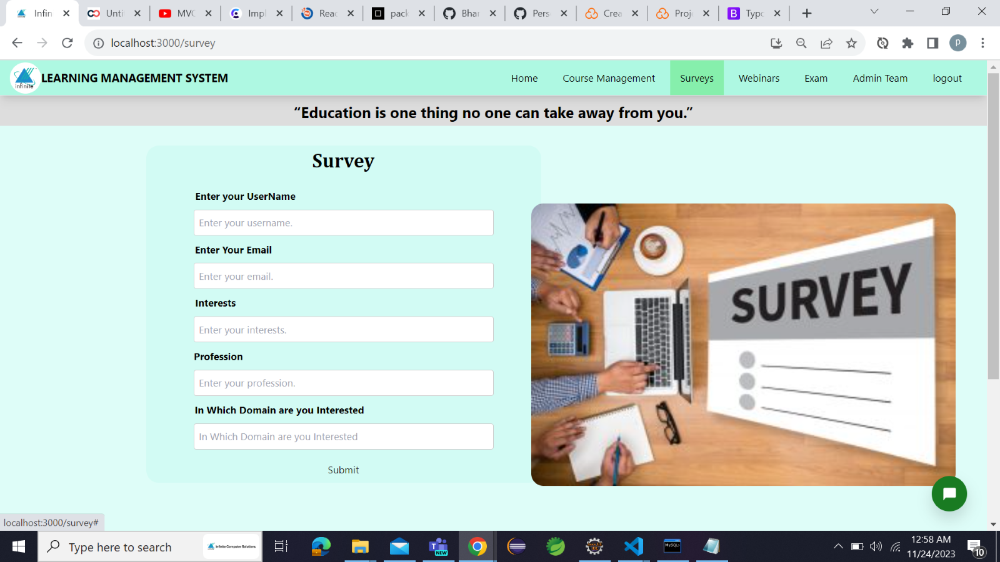 Infin
Unti
MVC
Impl
Reac
pack
Bhar
Pers
Crea
Proje
Typo
localhost:3000/survey
P
infinite
LEARNING MANAGEMENT SYSTEM
Home
Course Management
Surveys
Webinars
Exam
Admin Team
logout
“Education is one thing no one can take away from you.”
Survey
Enter your UserName
Enter your username.
Enter Your Email
Enter your email.
Interests
Enter your interests.
Profession
Enter your profession.
In Which Domain are you Interested
In Which Domain are you Interested
Submit
SURVEY
localhost:3000/survey#
Type here to search
Infinite Computer Solutions
NEW
MySQL
12:58 AM
11/24/2023
10